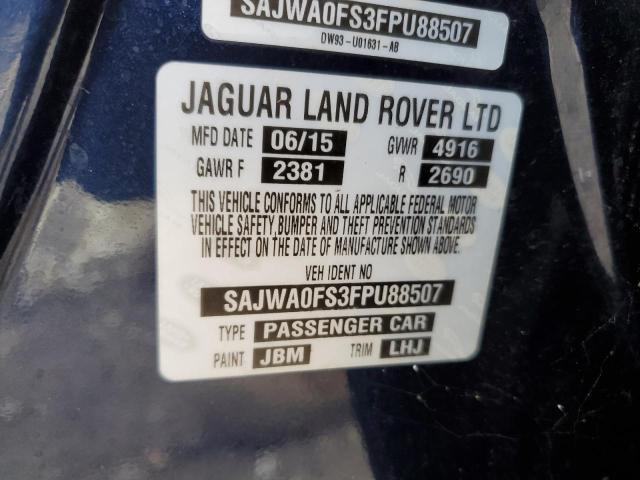 SAJWA0FS3FPU88507
DW93-U01631-AB
JAGUAR LAND ROVER LTD
MFD DATE 06/15 GVWR 4916
GAWR F 2381 R 2690
THIS VEHICLE CONFORMS TO ALL APPLICABLE FEDERAL MOTOR
VEHICLE SAFETY, BUMPER AND THEFT PREVENTION STANDARDS
IN EFFECT ON THE DATE OF MANUFACTURE SHOWN ABOVE.
VEH IDENT NO
SAJWA0FS3FPU88507
TYPE PASSENGER CAR
PAINT JBM TRIM LHJ